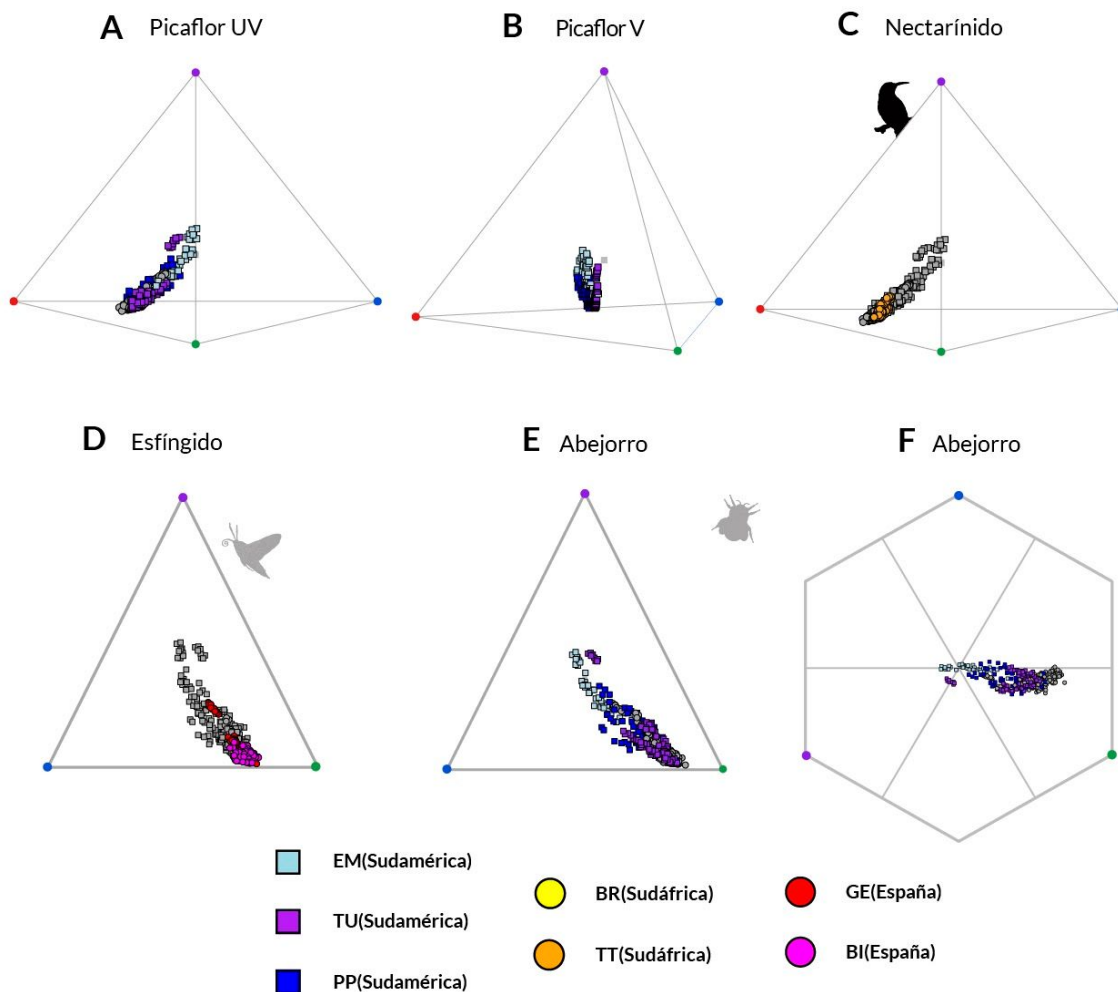 A Picaflor UV
B Picaflor V
C Nectarínido
D Esfíngido
E Abejorro
F Abejorro
EM(Sudamérica)
TU(Sudamérica)
PP(Sudamérica)
BR(Sudáfrica)
TT(Sudáfrica)
GE(España)
BI(España)